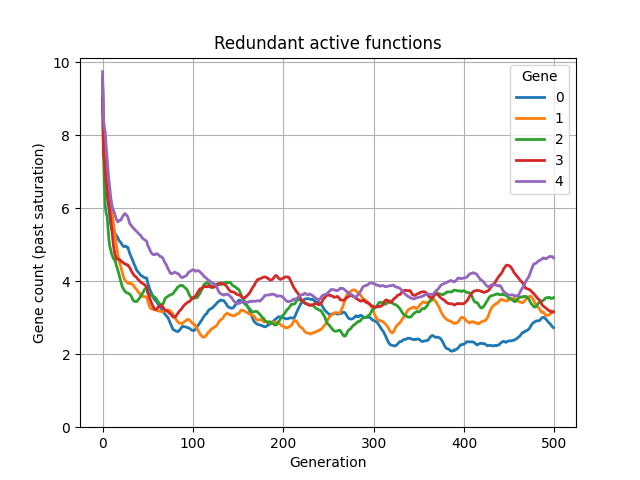 Redundant active functions
Gene count (past saturation)
10
8
6
4
2
0
Gene
0
1
2
3
4
0 100 200 300 400 500
Generation